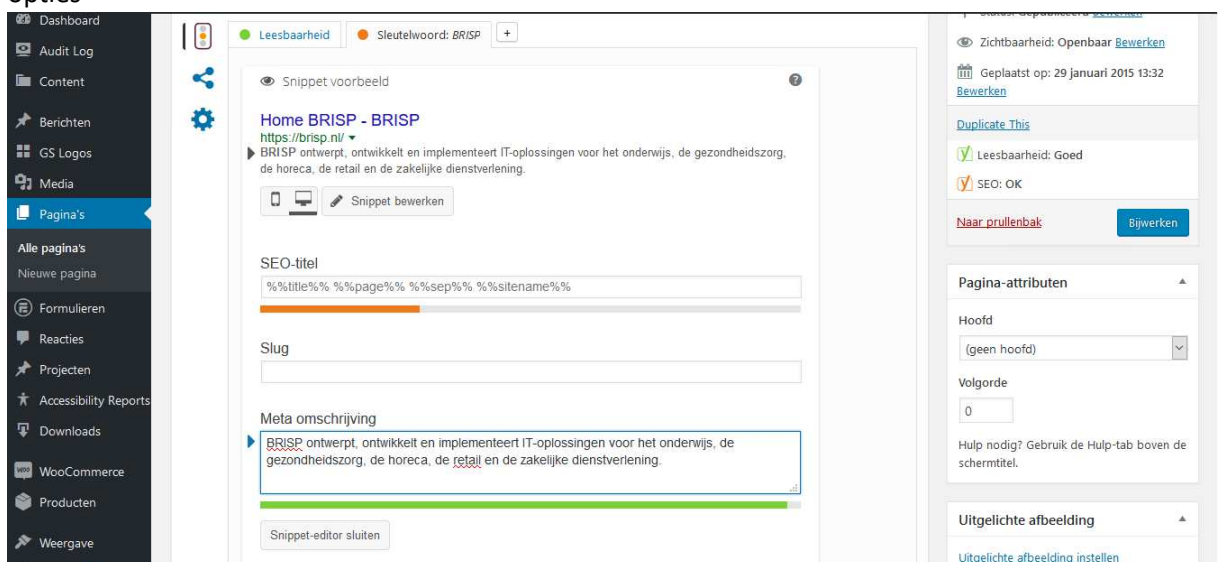 opties
Dashboard
Audit Log
Content
Berichten
GS Logos
Media
Pagina's
Alle pagina's
Nieuwe pagina
Formulieren
Reacties
Projecten
Accessibility Reports
Downloads
WooCommerce
Producten
Weergave
Leesbaarheid
Sleutelwoord: BRISP
+
Snippet voorbeeld
?
Home BRISP - BRISP
https://brisp.nl/
BRISP ontwerpt, ontwikkelt en implementeert IT-oplossingen voor het onderwijs, de gezondheidszorg,
de horeca, de retail en de zakelijke dienstverlening.
Snippet bewerken
SEO-titel
%%title%% %%page%% %%sep%% %%sitename%%
Slug
Meta omschrijving
BRISP ontwerpt, ontwikkelt en implementeert IT-oplossingen voor het onderwijs, de
gezondheidszorg, de horeca, de retail en de zakelijke dienstverlening.
Snippet-editor sluiten
Status: Gepubliceerd Bewerken
Zichtbaarheid: Openbaar Bewerken
Geplaatst op: 29 januari 2015 13:32
Bewerken
Duplicate This
Leesbaarheid: Goed
SEO: OK
Naar prullenbak
Bijwerken
Pagina-attributen
Hoofd
(geen hoofd)
Volgorde
0
Hulp nodig? Gebruik de Hulp-tab boven de
schermtitel.
Uitgelichte afbeelding
Uitgelichte afbeelding instellen